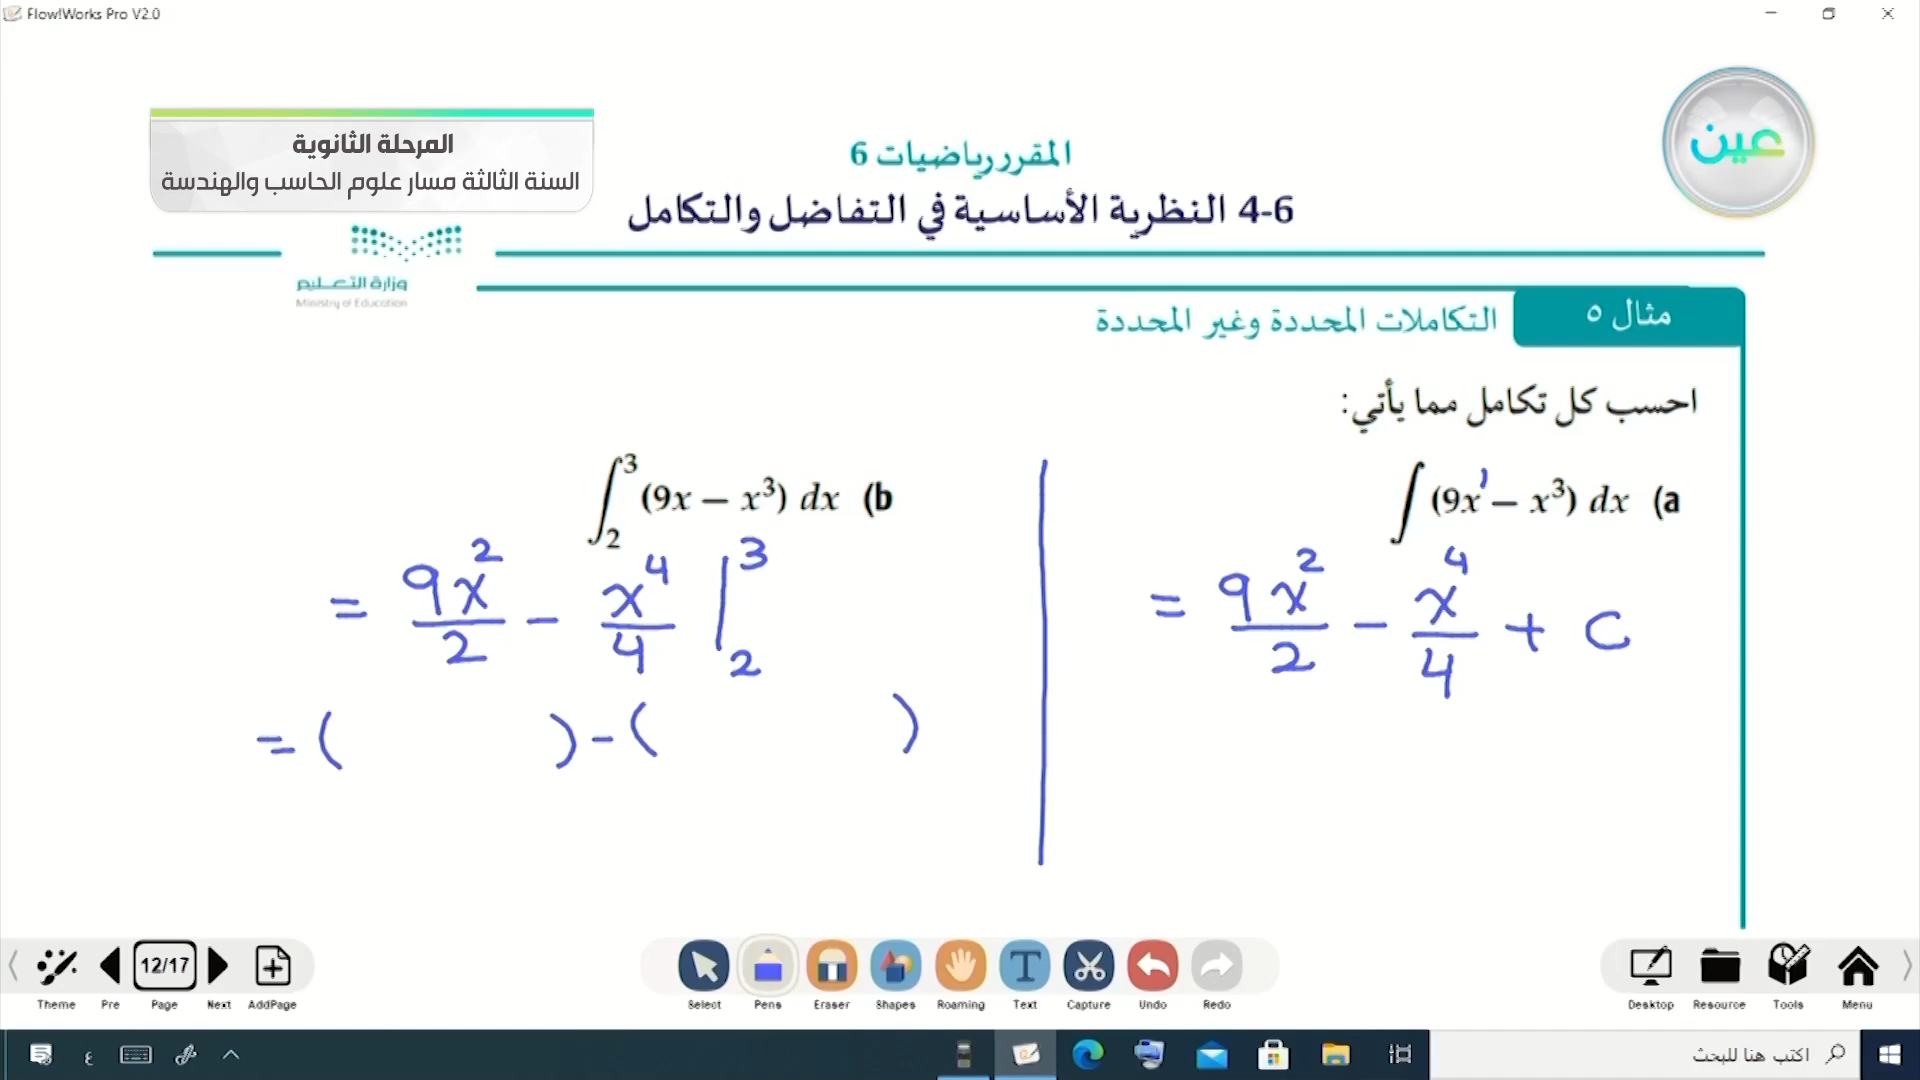 FlowWorks Pro V2.0
المرحلة الثانوية
السنة الثالثة مسار علوم الحاسب والهندسة
عين
المقرر رياضيات 6
4-6 النظرية الأساسية في التفاضل والتكامل
وزارة التعليم
Ministry of Education
مثال ٥
التكاملات المحددة وغير المحددة
احسب كل تكامل مما يأتي:
∫ (9x¹ − x³) dx (a
= 9x²/2 − x⁴/4 + c
∫₂³ (9x − x³) dx (b
= 9x²/2 − x⁴/4 |₂³
= ( ) − ( )
Theme
Pre
12/17
Page
Next
AddPage
Select
Pens
Eraser
Shapes
Roaming
Text
Capture
Undo
Redo
Desktop
Resource
Tools
Menu
ع
اكتب هنا للبحث